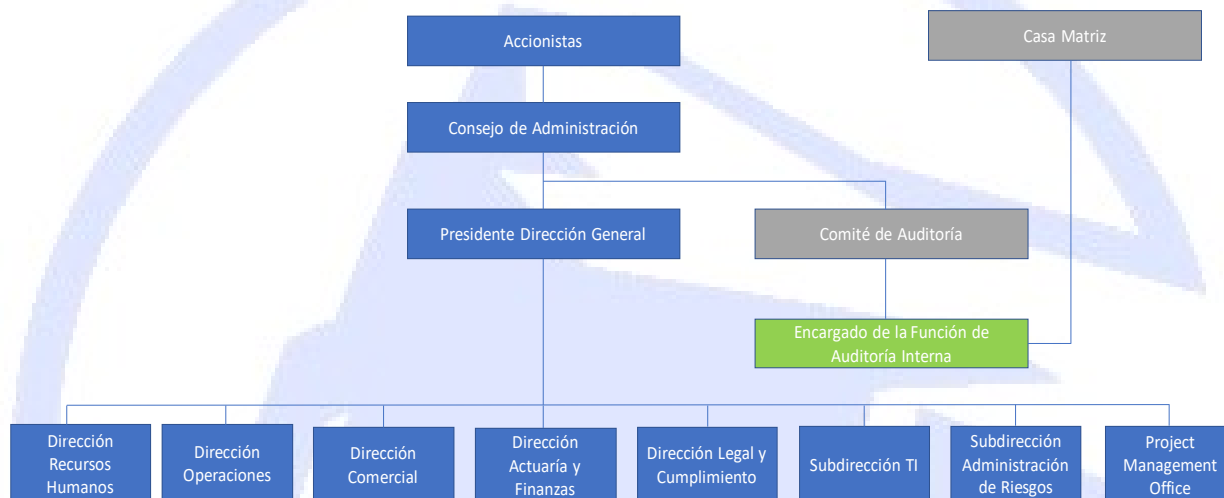 Accionistas
Casa Matriz
Consejo de Administración
Presidente Dirección General
Comité de Auditoría
Encargado de la Función de
Auditoría Interna
Dirección
Recursos
Humanos
Dirección
Operaciones
Dirección
Comercial
Dirección
Actuaría y
Finanzas
Dirección Legal y
Cumplimiento
Subdirección TI
Subdirección
Administración
de Riesgos
Project
Management
Office